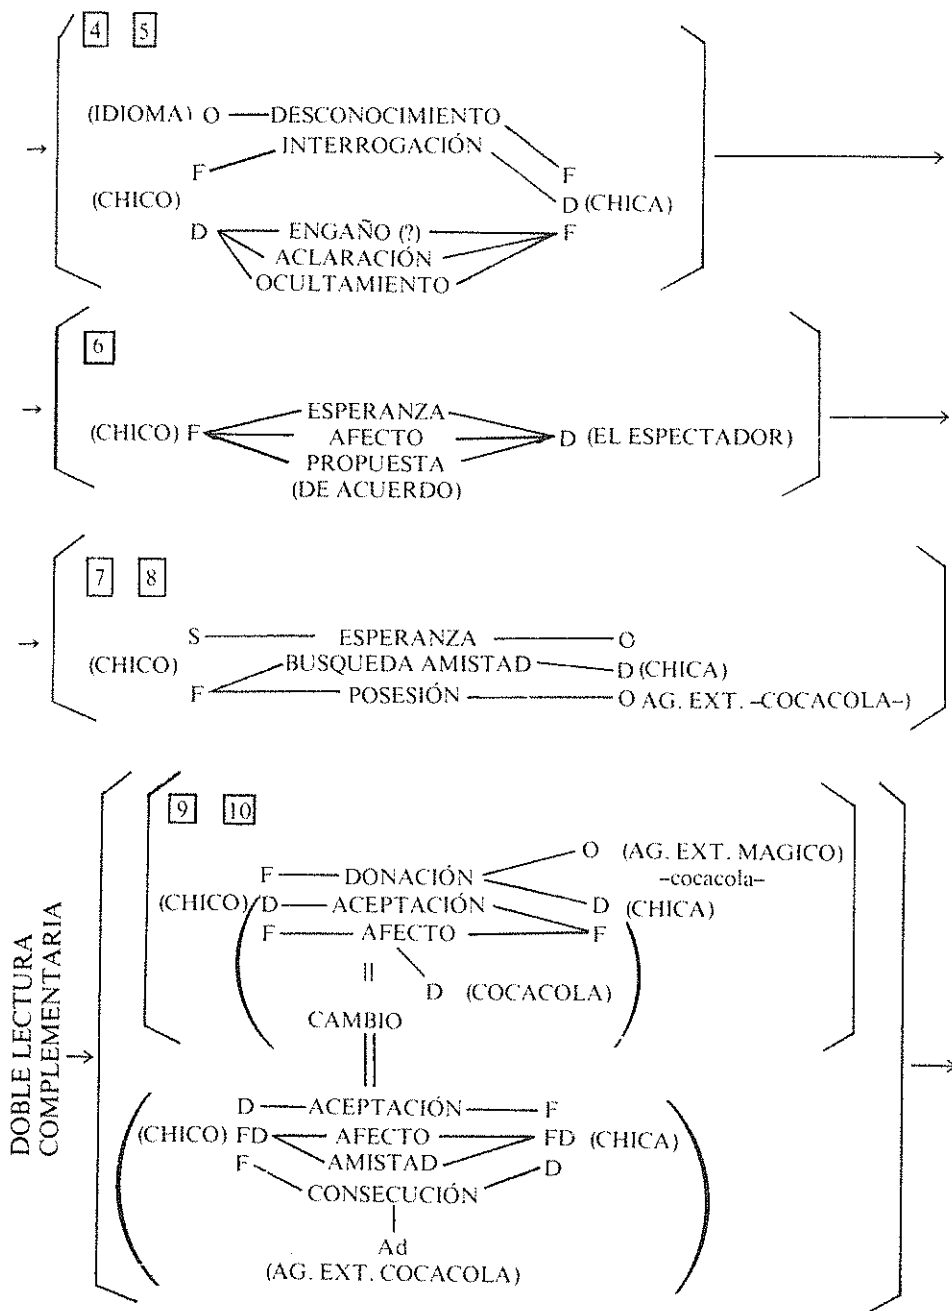 4 5
(IDIOMA) O DESCONOCIMIENTO
INTERROGACIÓN
F F
(CHICO) D (CHICA)
D ENGAÑO (?) F
ACLARACIÓN
OCULTAMIENTO
6
ESPERANZA
(CHICO) F AFECTO D (EL ESPECTADOR)
PROPUESTA
(DE ACUERDO)
7 8
S ESPERANZA O
(CHICO) BUSQUEDA AMISTAD D (CHICA)
F POSESIÓN O AG. EXT. –COCACOLA–)
DOBLE LECTURA
COMPLEMENTARIA
9 10
O (AG. EXT. MAGICO)
F DONACIÓN –cocacola–
(CHICO) D ACEPTACIÓN D (CHICA)
F AFECTO F
D (COCACOLA)
CAMBIO
D ACEPTACIÓN F
(CHICO) FD AFECTO FD (CHICA)
AMISTAD
F D
CONSECUCIÓN
Ad
(AG. EXT. COCACOLA)